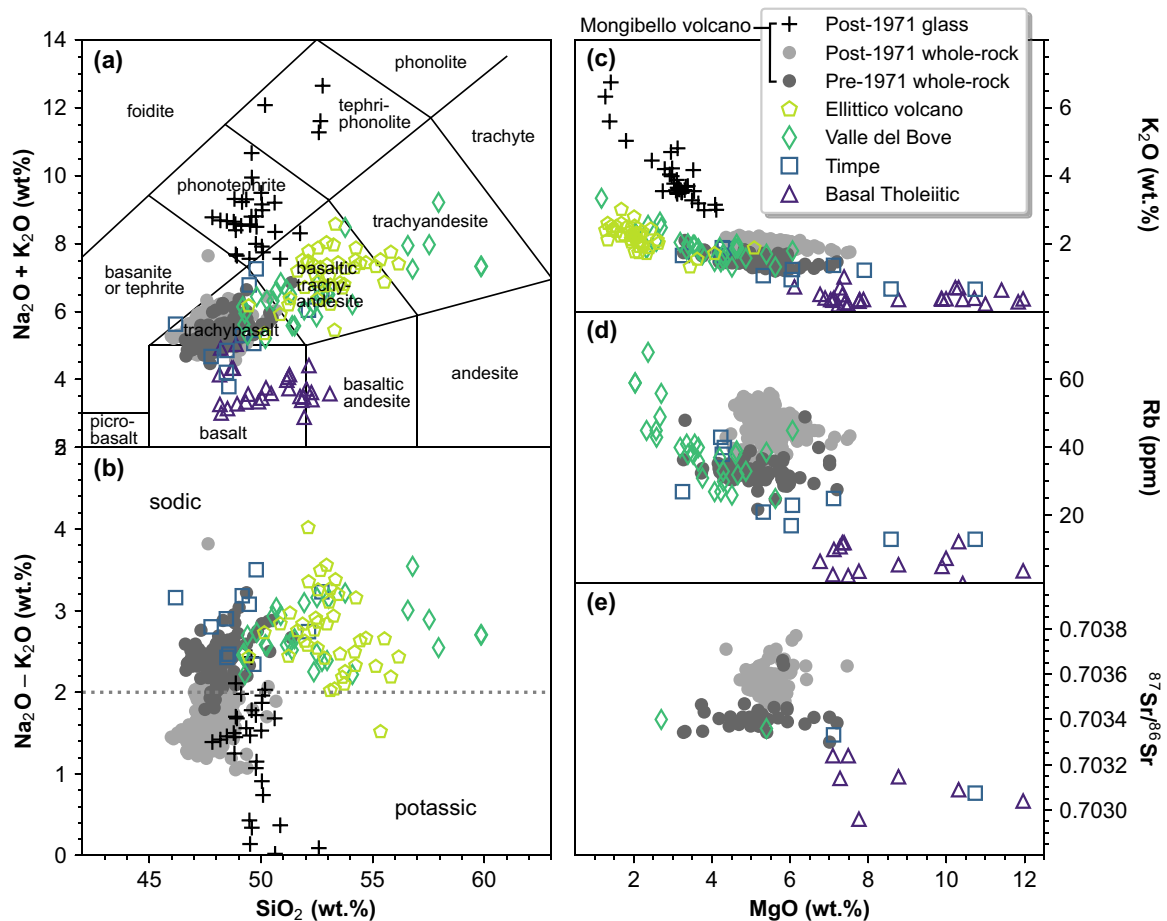 Mongibello volcano
Post-1971 glass
Post-1971 whole-rock
Pre-1971 whole-rock
Ellittico volcano
Valle del Bove
Timpe
Basal Tholeiitic
(a)
Na2O + K2O (wt%)
14
12
10
8
6
4
2
foidite
phonolite
tephri-
phonolite
trachyte
phonotephrite
trachyandesite
basanite
or tephrite
basaltic
trachy-
andesite
trachybasalt
basaltic
andesite
andesite
picro-
basalt
basalt
(b)
Na2O – K2O (wt.%)
5
4
3
2
1
0
sodic
potassic
45
50
55
60
SiO2 (wt.%)
(c)
K2O (wt.%)
6
4
2
(d)
Rb (ppm)
60
40
20
(e)
87Sr/86Sr
0.7038
0.7036
0.7034
0.7032
0.7030
2
4
6
8
10
12
MgO (wt.%)